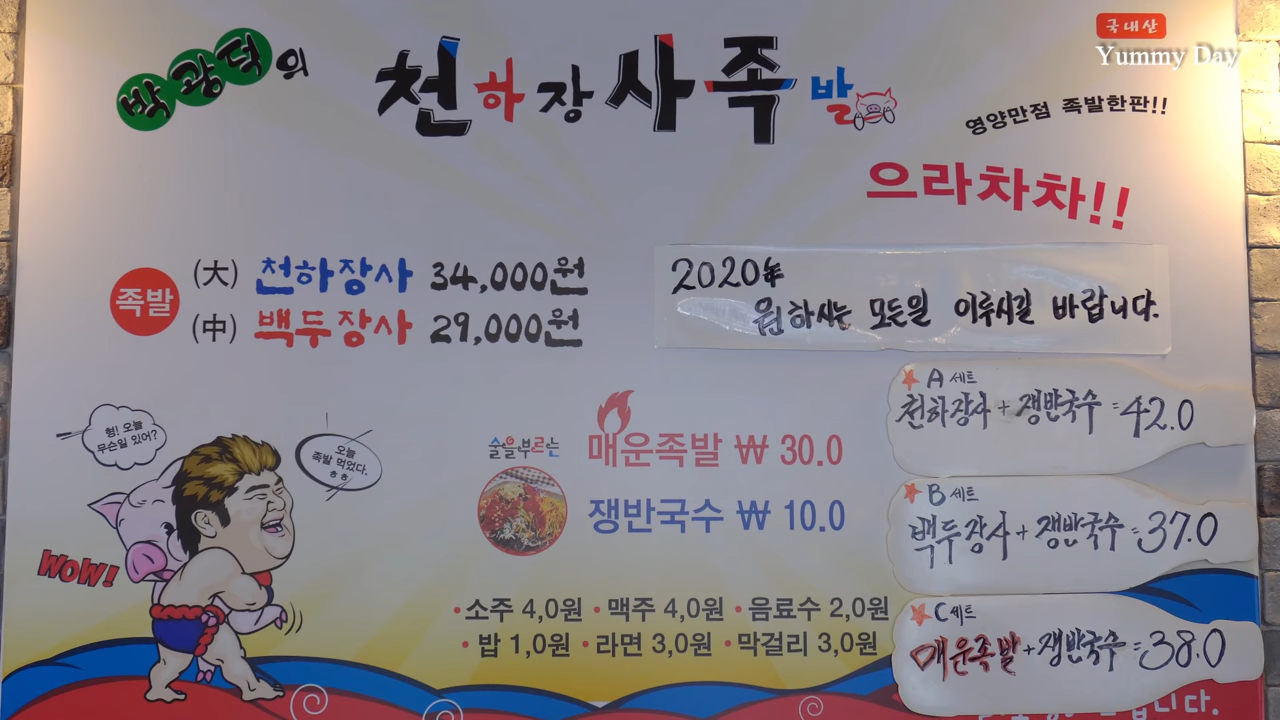 박광덕의 천하장사족발
국내산
Yummy Day
영양만점 족발한판!!
으라차차!!
족발
(大) 천하장사 34,000원
(中) 백두장사 29,000원
2020年
원하시는 모든일 이루시길 바랍니다.
A 세트
천하장사 + 쟁반국수 = 42.0
B 세트
백두장사 + 쟁반국수 = 37.0
C 세트
매운족발 + 쟁반국수 = 38.0
형! 오늘
무슨일 있어?
오늘
족발 먹었다.
ㅎㅎ
WOW!
술을부르는
매운족발 ₩ 30.0
쟁반국수 ₩ 10.0
•소주 4,0원 •맥주 4,0원 •음료수 2,0원
•밥 1,0원 •라면 3,0원 •막걸리 3,0원